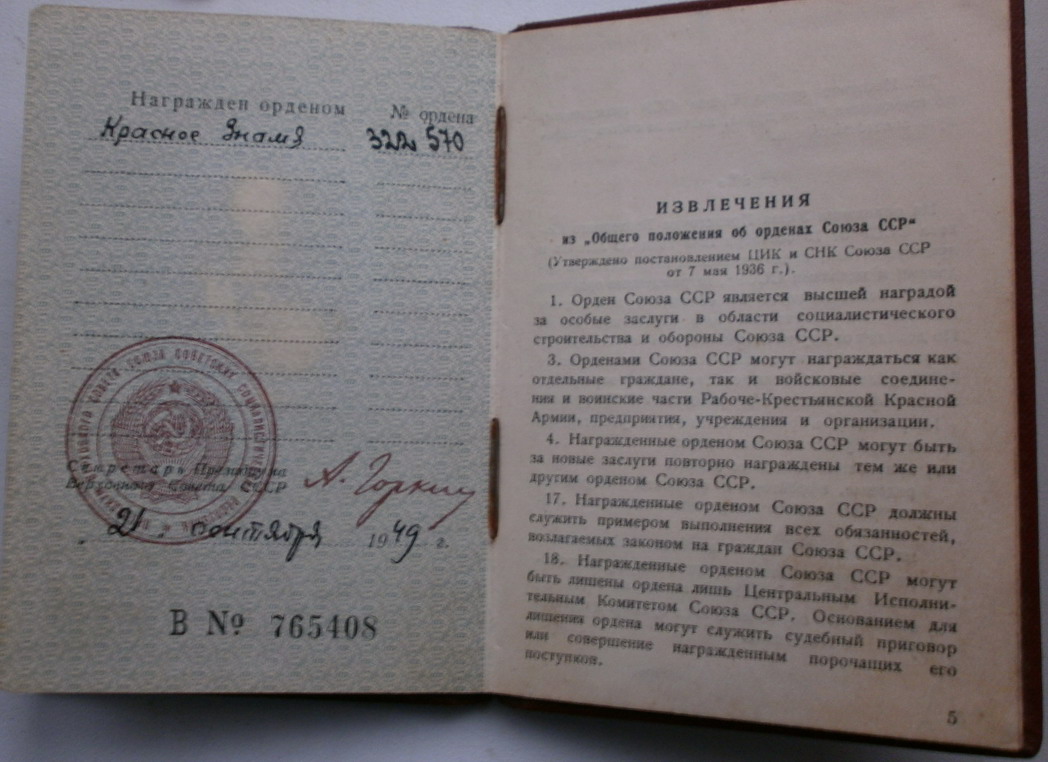 Награжден орденом № ордена
Красное Знамя 322 570
СОЮЗА СОВЕТСКИХ
Секретарь Президиума
Верховного Совета СССР А. Горкин
21. сентября 1949 г.
В № 765408
ИЗВЛЕЧЕНИЯ
из „Общего положения об орденах Союза ССР“
(Утверждено постановлением ЦИК и СНК Союза ССР
от 7 мая 1936 г.).
1. Орден Союза ССР является высшей наградой
за особые заслуги в области социалистического
строительства и обороны Союза ССР.
3. Орденами Союза ССР могут награждаться как
отдельные граждане, так и войсковые соедине-
ния и воинские части Рабоче-Крестьянской Красной
Армии, предприятия, учреждения и организации.
4. Награжденные орденом Союза ССР могут быть
за новые заслуги повторно награждены тем же или
другим орденом Союза ССР.
17. Награжденные орденом Союза ССР должны
служить примером выполнения всех обязанностей,
возлагаемых законом на граждан Союза ССР.
18. Награжденные орденом Союза ССР могут
быть лишены ордена лишь Центральным Исполни-
тельным Комитетом Союза ССР. Основанием для
лишения ордена могут служить судебный приговор
или совершение награжденным порочащих его
поступков.
5